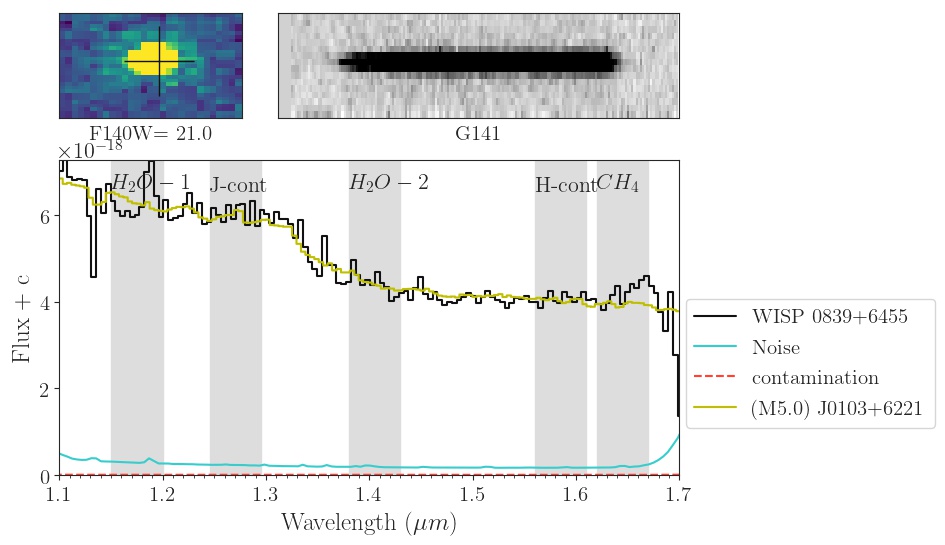 F140W= 21.0
G141
×10⁻¹⁸
H₂O − 1
J-cont
H₂O − 2
H-cont
CH₄
6
4
2
0
Flux + c
1.1 1.2 1.3 1.4 1.5 1.6 1.7
Wavelength (μm)
WISP 0839+6455
Noise
contamination
(M5.0) J0103+6221